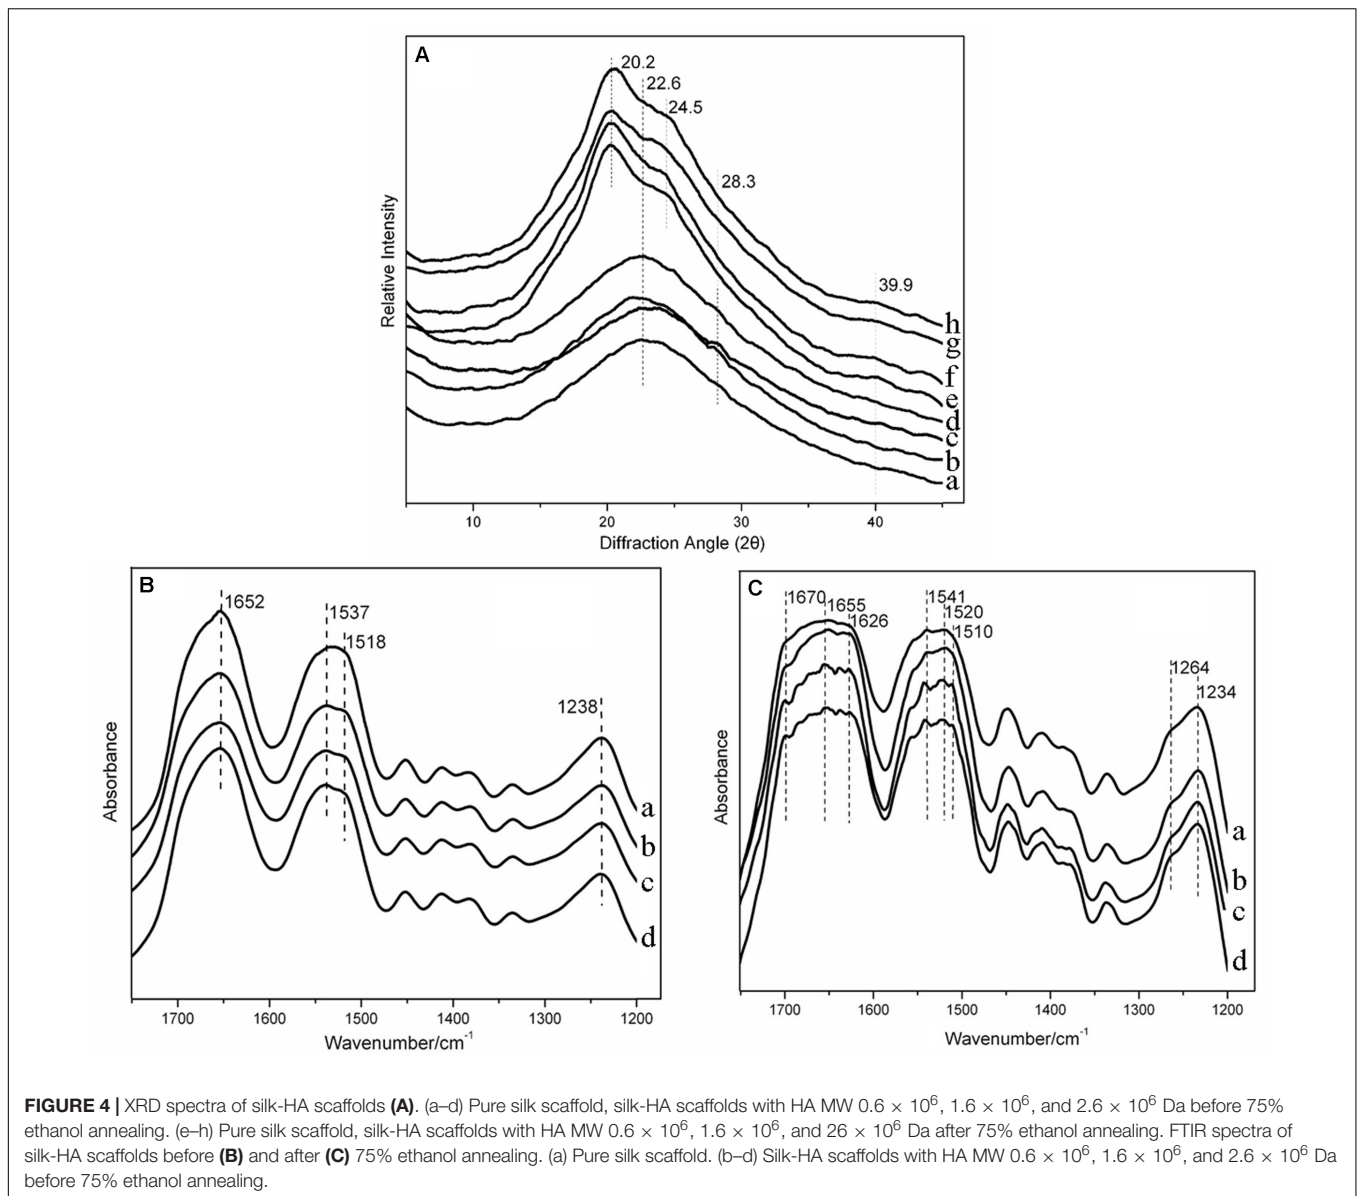 A
20.2
22.6
24.5
28.3
39.9
h
g
f
e
d
c
b
a
Relative Intensity
10 20 30 40
Diffraction Angle (2θ)
B
1652
1537
1518
1238
a
b
c
d
Absorbance
1700 1600 1500 1400 1300 1200
Wavenumber/cm⁻¹
C
1670
1655
1626
1541
1520
1510
1264
1234
a
b
c
d
Absorbance
1700 1600 1500 1400 1300 1200
Wavenumber/cm⁻¹
FIGURE 4 | XRD spectra of silk-HA scaffolds (A). (a–d) Pure silk scaffold, silk-HA scaffolds with HA MW 0.6 × 10⁶, 1.6 × 10⁶, and 2.6 × 10⁶ Da before 75%
ethanol annealing. (e–h) Pure silk scaffold, silk-HA scaffolds with HA MW 0.6 × 10⁶, 1.6 × 10⁶, and 26 × 10⁶ Da after 75% ethanol annealing. FTIR spectra of
silk-HA scaffolds before (B) and after (C) 75% ethanol annealing. (a) Pure silk scaffold. (b–d) Silk-HA scaffolds with HA MW 0.6 × 10⁶, 1.6 × 10⁶, and 2.6 × 10⁶ Da
before 75% ethanol annealing.